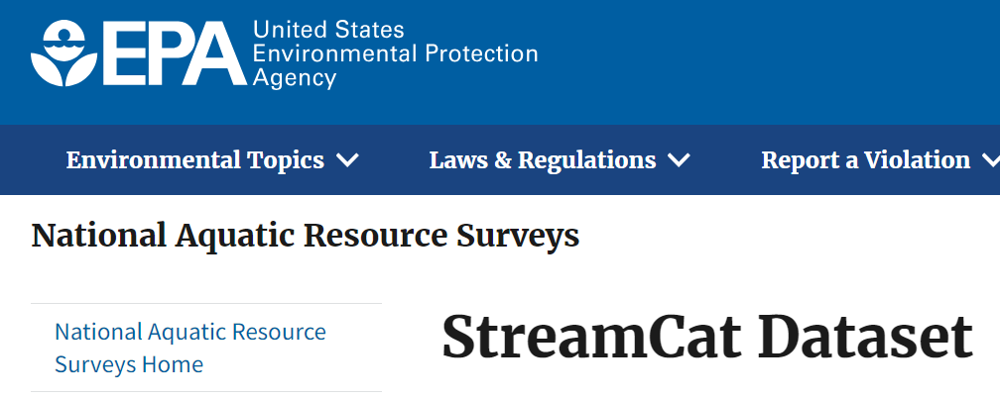 EPA
United States
Environmental Protection
Agency
Environmental Topics
Laws & Regulations
Report a Violation
National Aquatic Resource Surveys
National Aquatic Resource
Surveys Home
StreamCat Dataset